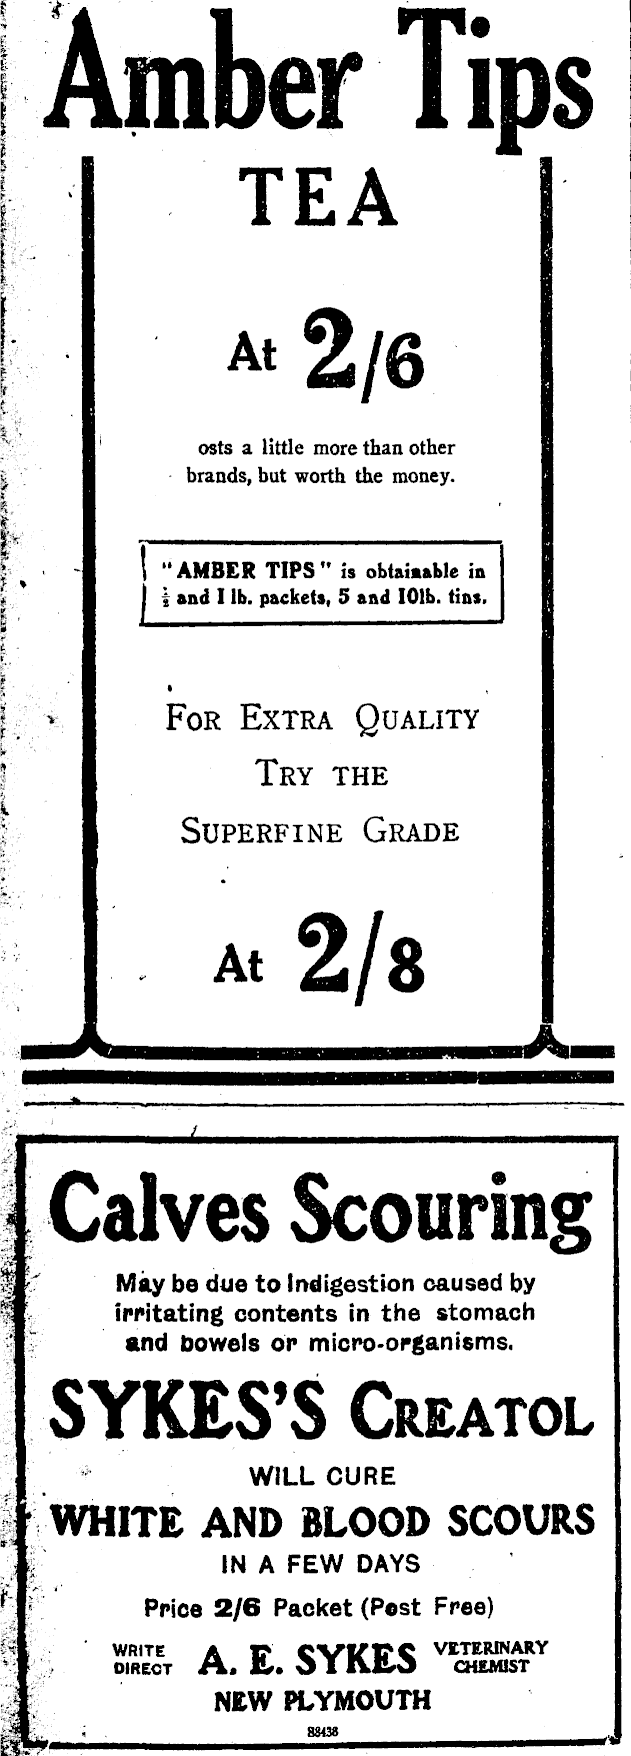 Amber Tips
TEA
At 2/6
osts a little more than other
brands, but worth the money.
"AMBER TIPS" is obtainable in
½ and 1 lb. packets, 5 and 10lb. tins.
FOR EXTRA QUALITY
TRY THE
SUPERFINE GRADE
At 2/8
Calves Scouring
May be due to Indigestion caused by
irritating contents in the stomach
and bowels or micro-organisms.
SYKES'S CREATOL
WILL CURE
WHITE AND BLOOD SCOURS
IN A FEW DAYS
Price 2/6 Packet (Post Free)
WRITE DIRECT A. E. SYKES VETERINARY CHEMIST
NEW PLYMOUTH